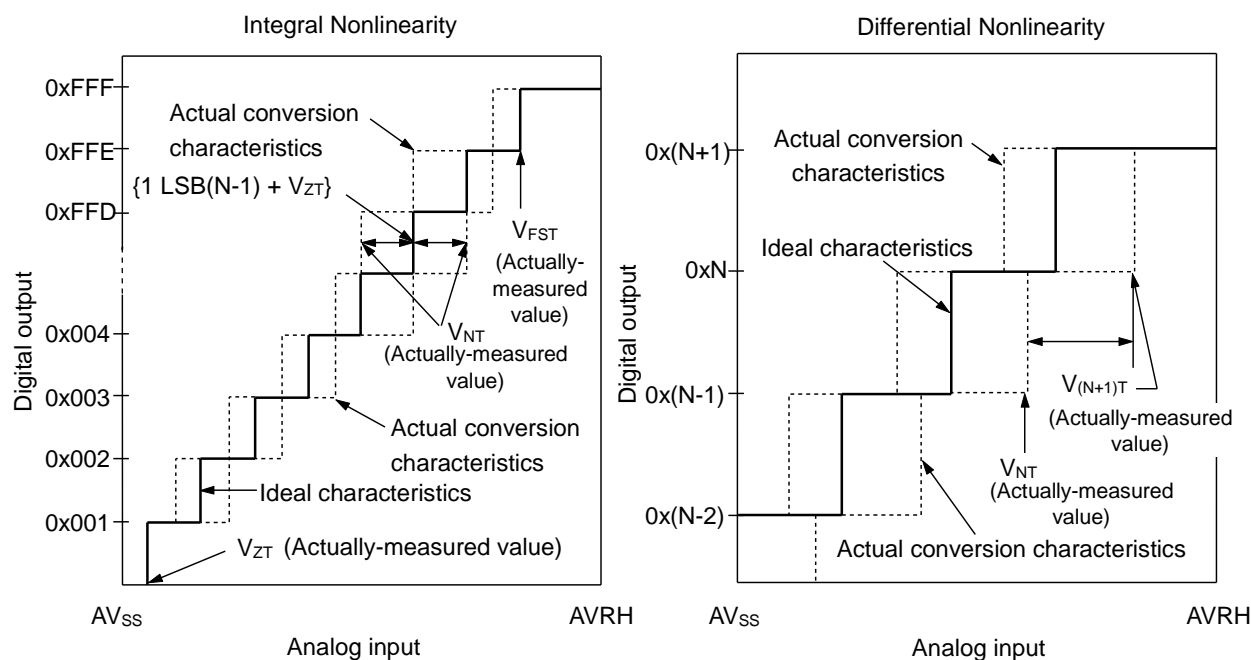 Integral Nonlinearity
0xFFF
Actual conversion
characteristics
0xFFE
{1 LSB(N-1) + VZT}
0xFFD
VFST
(Actually-
measured
value)
Digital output
0x004
VNT
(Actually-measured
value)
0x003
Actual conversion
characteristics
0x002
Ideal characteristics
0x001
VZT (Actually-measured value)
AVSS
AVRH
Analog input
Differential Nonlinearity
0x(N+1)
Actual conversion
characteristics
Ideal characteristics
0xN
Digital output
0x(N-1)
V(N+1)T
(Actually-measured
value)
VNT
(Actually-measured
value)
0x(N-2)
Actual conversion characteristics
AVSS
AVRH
Analog input